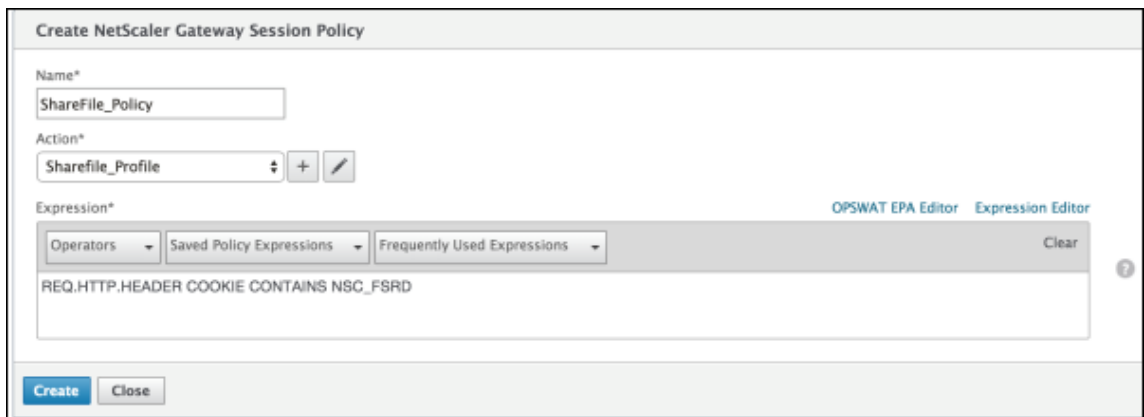 Create NetScaler Gateway Session Policy
Name*
ShareFile_Policy
Action*
Sharefile_Profile
+
Expression*
OPSWAT EPA Editor Expression Editor
Operators Saved Policy Expressions Frequently Used Expressions Clear
?
REQ.HTTP.HEADER COOKIE CONTAINS NSC_FSRD
Create Close